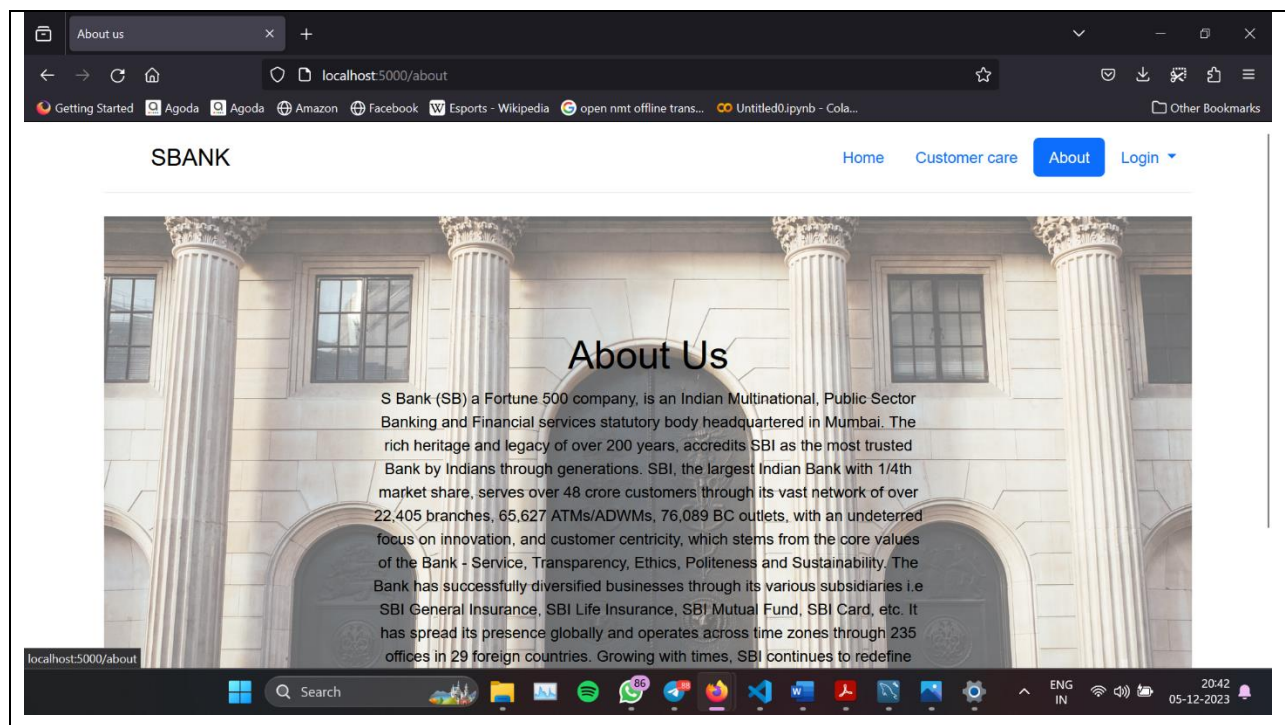 About us
localhost:5000/about
Getting Started Agoda Agoda Amazon Facebook Esports - Wikipedia open nmt offline trans... Untitled0.ipynb - Cola... Other Bookmarks
SBANK Home Customer care About Login
About Us
S Bank (SB) a Fortune 500 company, is an Indian Multinational, Public Sector
Banking and Financial services statutory body headquartered in Mumbai. The
rich heritage and legacy of over 200 years, accredits SBI as the most trusted
Bank by Indians through generations. SBI, the largest Indian Bank with 1/4th
market share, serves over 48 crore customers through its vast network of over
22,405 branches, 65,627 ATMs/ADWMs, 76,089 BC outlets, with an undeterred
focus on innovation, and customer centricity, which stems from the core values
of the Bank - Service, Transparency, Ethics, Politeness and Sustainability. The
Bank has successfully diversified businesses through its various subsidiaries i.e
SBI General Insurance, SBI Life Insurance, SBI Mutual Fund, SBI Card, etc. It
has spread its presence globally and operates across time zones through 235
offices in 29 foreign countries. Growing with times, SBI continues to redefine
localhost:5000/about
Search 86 ENG 20:42
IN 05-12-2023